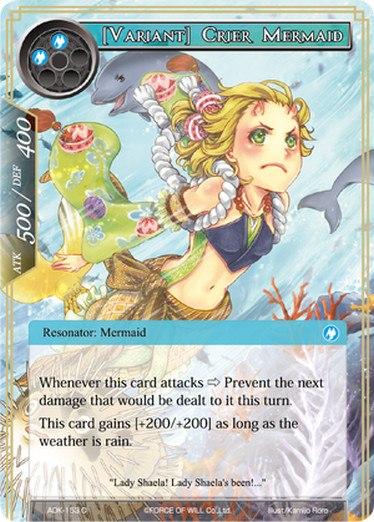 [Variant] Crier Mermaid
ATK 500 / DEF 400
Resonator: Mermaid
Whenever this card attacks ⇨ Prevent the next
damage that would be dealt to it this turn.
This card gains [+200/+200] as long as the
weather is rain.
"Lady Shaela! Lady Shaela's been!..."
AOK-153 C ©FORCE OF WILL Co.,Ltd. Illust/Kamijo Roro